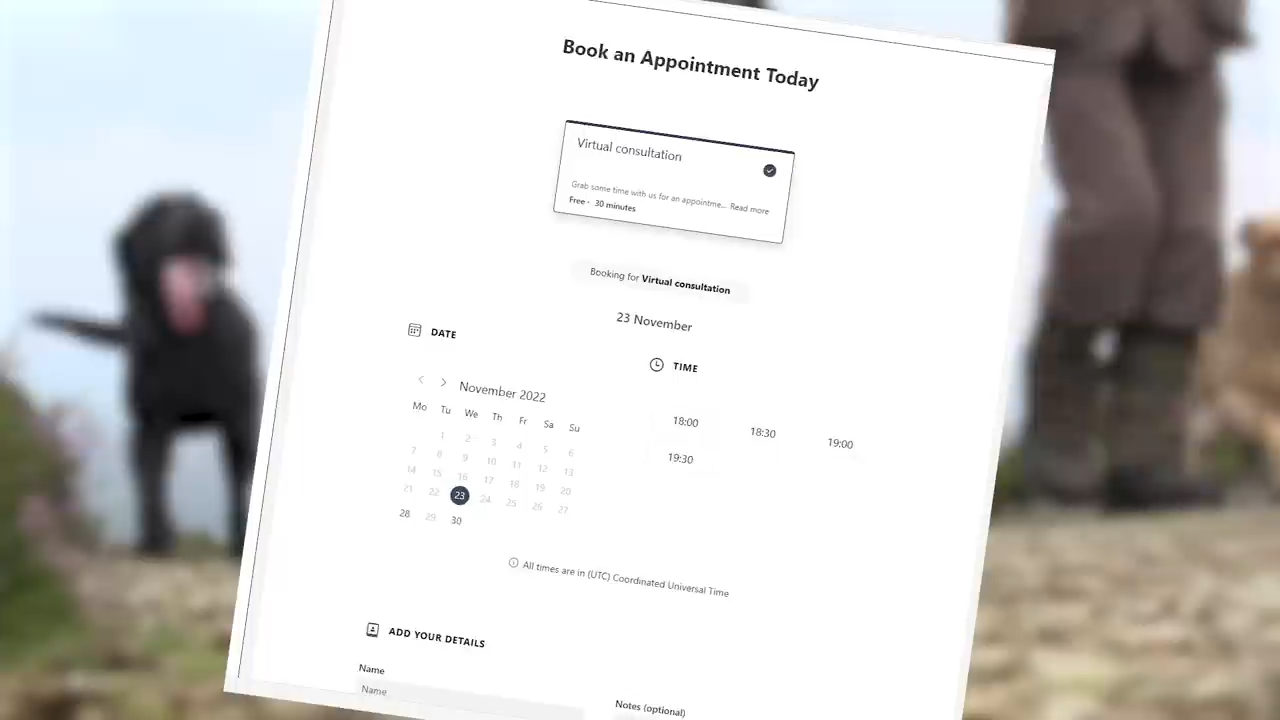 Book an Appointment Today
Virtual consultation
Grab some time with us for an appointme... Read more
Free · 30 minutes
Booking for Virtual consultation
23 November
DATE
November 2022
Mo Tu We Th Fr Sa Su
1 2 3 4 5 6
7 8 9 10 11 12 13
14 15 16 17 18 19 20
21 22 23 24 25 26 27
28 29 30
TIME
18:00 18:30 19:00
19:30
All times are in (UTC) Coordinated Universal Time
ADD YOUR DETAILS
Name
Name
Notes (optional)